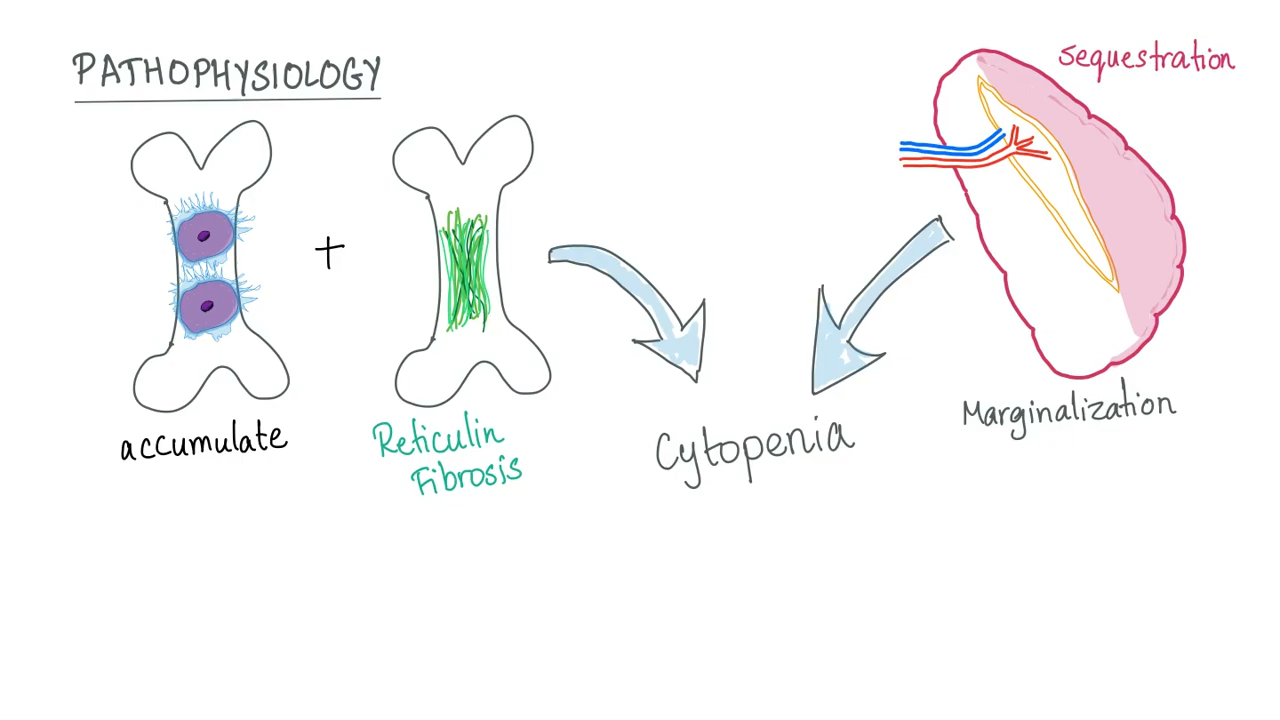 PATHOPHYSIOLOGY
sequestration
+
accumulate
Reticulin
Fibrosis
Cytopenia
Marginalization